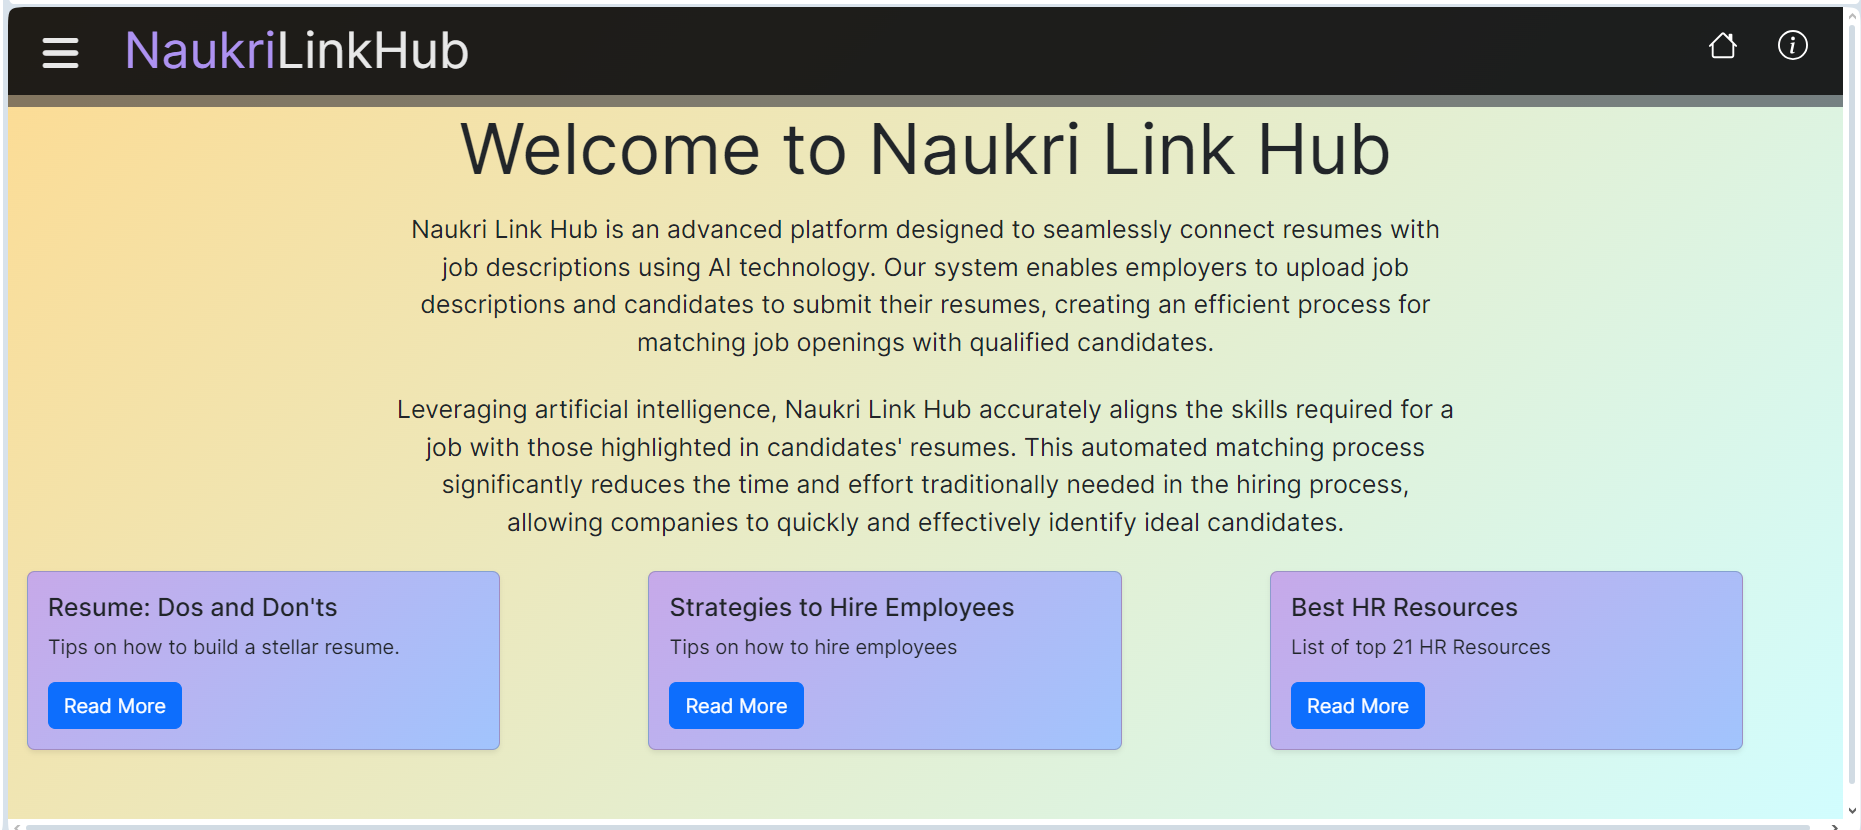 NaukriLinkHub
Welcome to Naukri Link Hub
Naukri Link Hub is an advanced platform designed to seamlessly connect resumes with
job descriptions using AI technology. Our system enables employers to upload job
descriptions and candidates to submit their resumes, creating an efficient process for
matching job openings with qualified candidates.
Leveraging artificial intelligence, Naukri Link Hub accurately aligns the skills required for a
job with those highlighted in candidates' resumes. This automated matching process
significantly reduces the time and effort traditionally needed in the hiring process,
allowing companies to quickly and effectively identify ideal candidates.
Resume: Dos and Don'ts
Tips on how to build a stellar resume.
Read More
Strategies to Hire Employees
Tips on how to hire employees
Read More
Best HR Resources
List of top 21 HR Resources
Read More